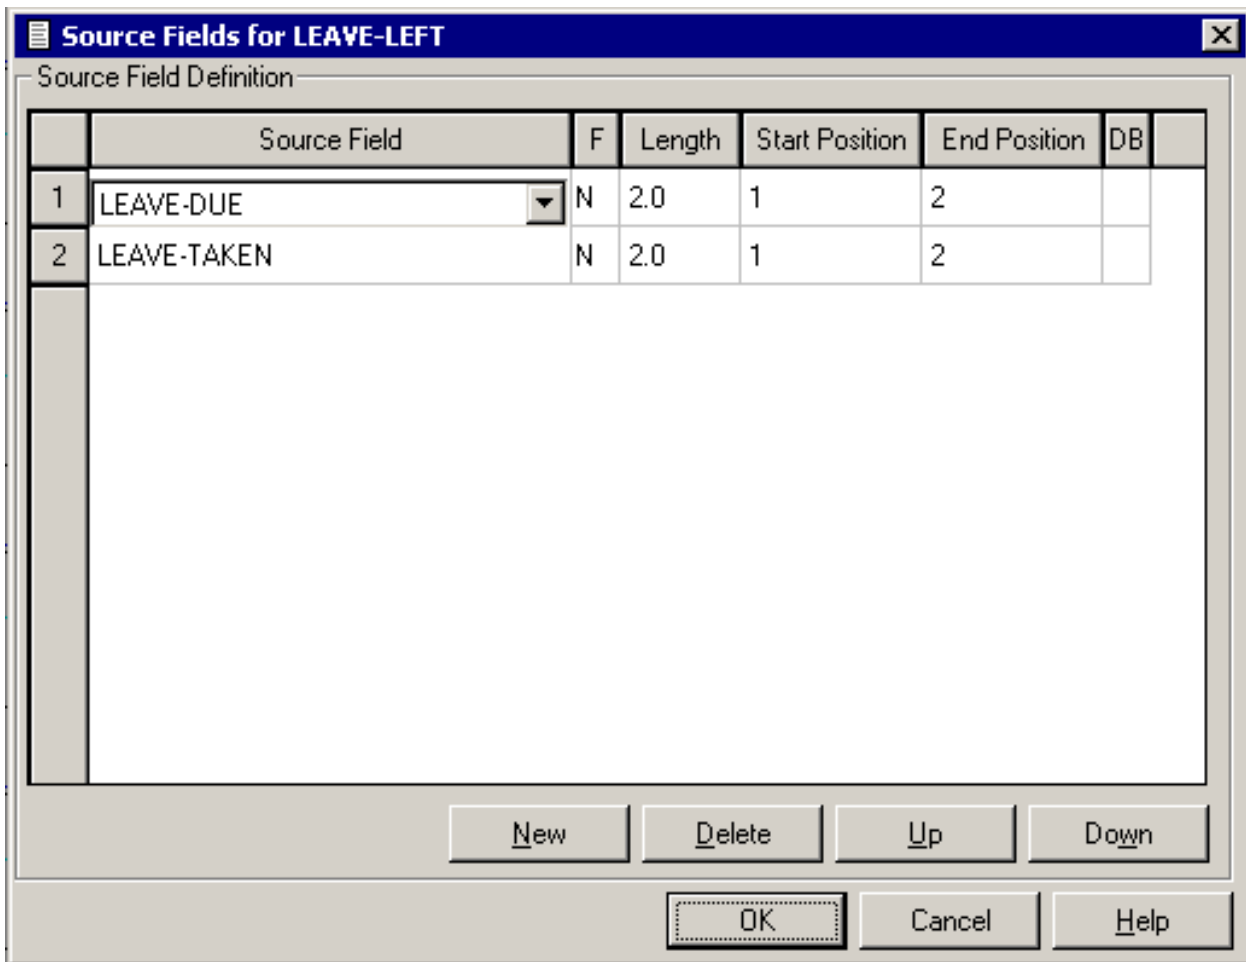 Source Fields for LEAVE-LEFT
Source Field Definition
Source Field F Length Start Position End Position DB
1 LEAVE-DUE N 2.0 1 2
2 LEAVE-TAKEN N 2.0 1 2
New Delete Up Down
OK Cancel Help